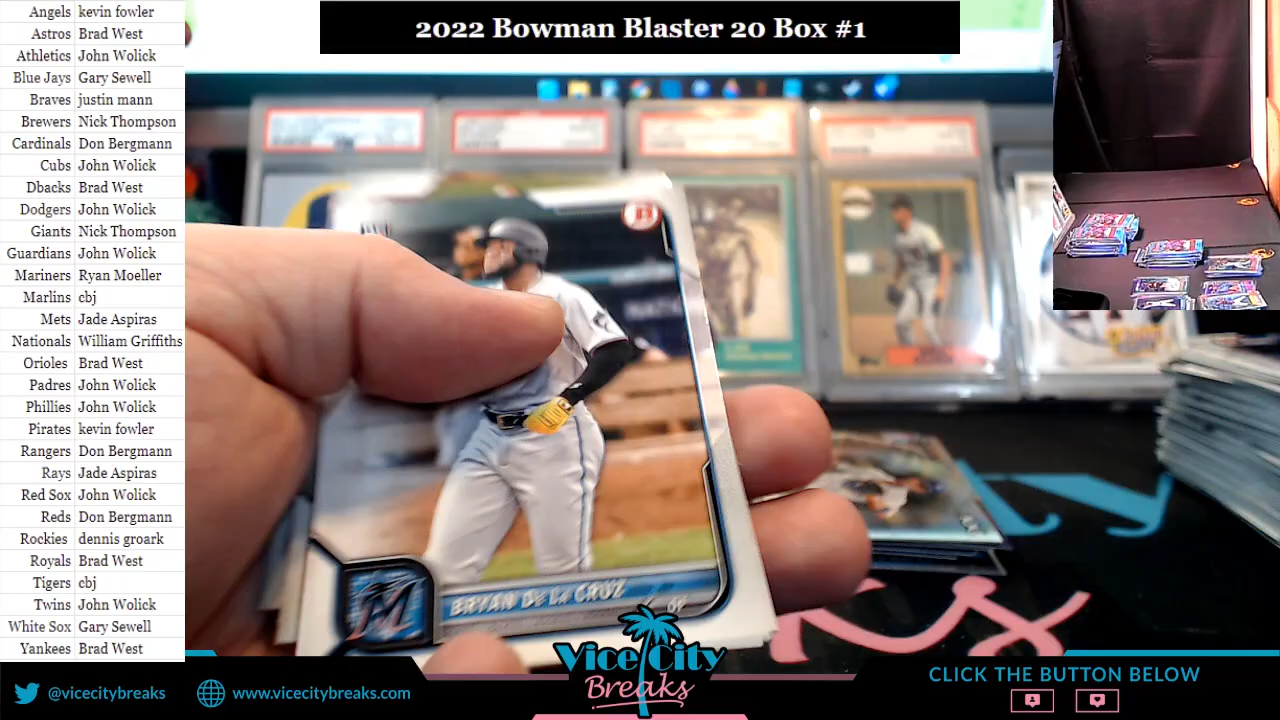 2022 Bowman Blaster 20 Box #1
Angels kevin fowler
Astros Brad West
Athletics John Wolick
Blue Jays Gary Sewell
Braves justin mann
Brewers Nick Thompson
Cardinals Don Bergmann
Cubs John Wolick
Dbacks Brad West
Dodgers John Wolick
Giants Nick Thompson
Guardians John Wolick
Mariners Ryan Moeller
Marlins cbj
Mets Jade Aspiras
Nationals William Griffiths
Orioles Brad West
Padres John Wolick
Phillies John Wolick
Pirates kevin fowler
Rangers Don Bergmann
Rays Jade Aspiras
Red Sox John Wolick
Reds Don Bergmann
Rockies dennis groark
Royals Brad West
Tigers cbj
Twins John Wolick
White Sox Gary Sewell
Yankees Brad West
M
BRYAN De La CRUZ
OF
Vice City
Breaks
@vicecitybreaks
www.vicecitybreaks.com
CLICK THE BUTTON BELOW